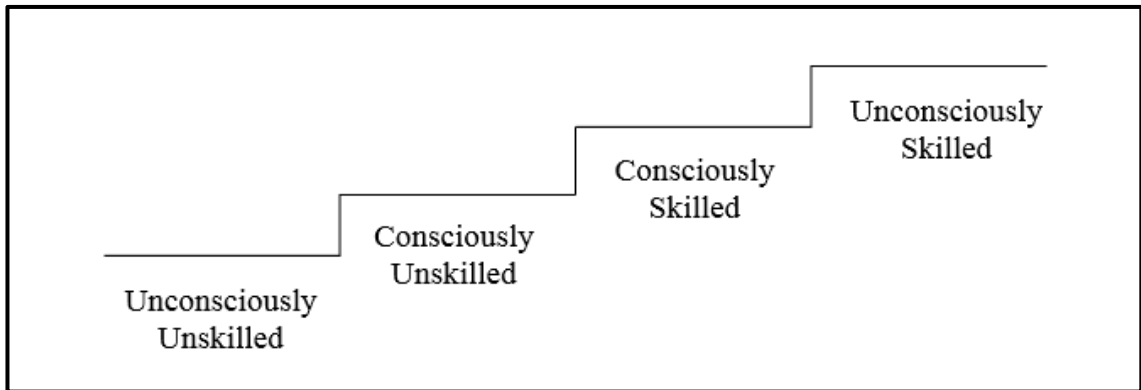 Unconsciously
Unskilled
Consciously
Unskilled
Consciously
Skilled
Unconsciously
Skilled